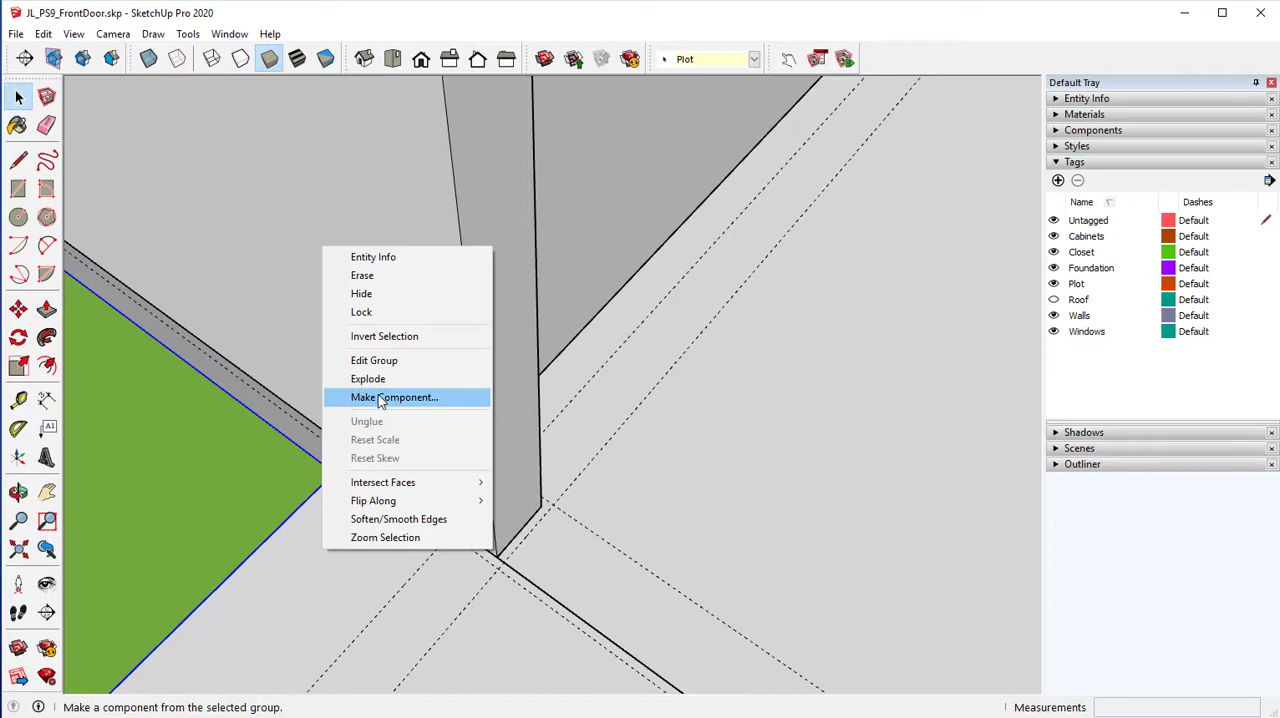 JL_PS9_FrontDoor.skp - SketchUp Pro 2020
File Edit View Camera Draw Tools Window Help
Plot
Default Tray
Entity Info
Materials
Components
Styles
Tags
Name Dashes
Untagged Default
Cabinets Default
Closet Default
Foundation Default
Plot Default
Roof Default
Walls Default
Windows Default
Shadows
Scenes
Outliner
Entity Info
Erase
Hide
Lock
Invert Selection
Edit Group
Explode
Make Component...
Unglue
Reset Scale
Reset Skew
Intersect Faces
Flip Along
Soften/Smooth Edges
Zoom Selection
A1
Make a component from the selected group.
Measurements